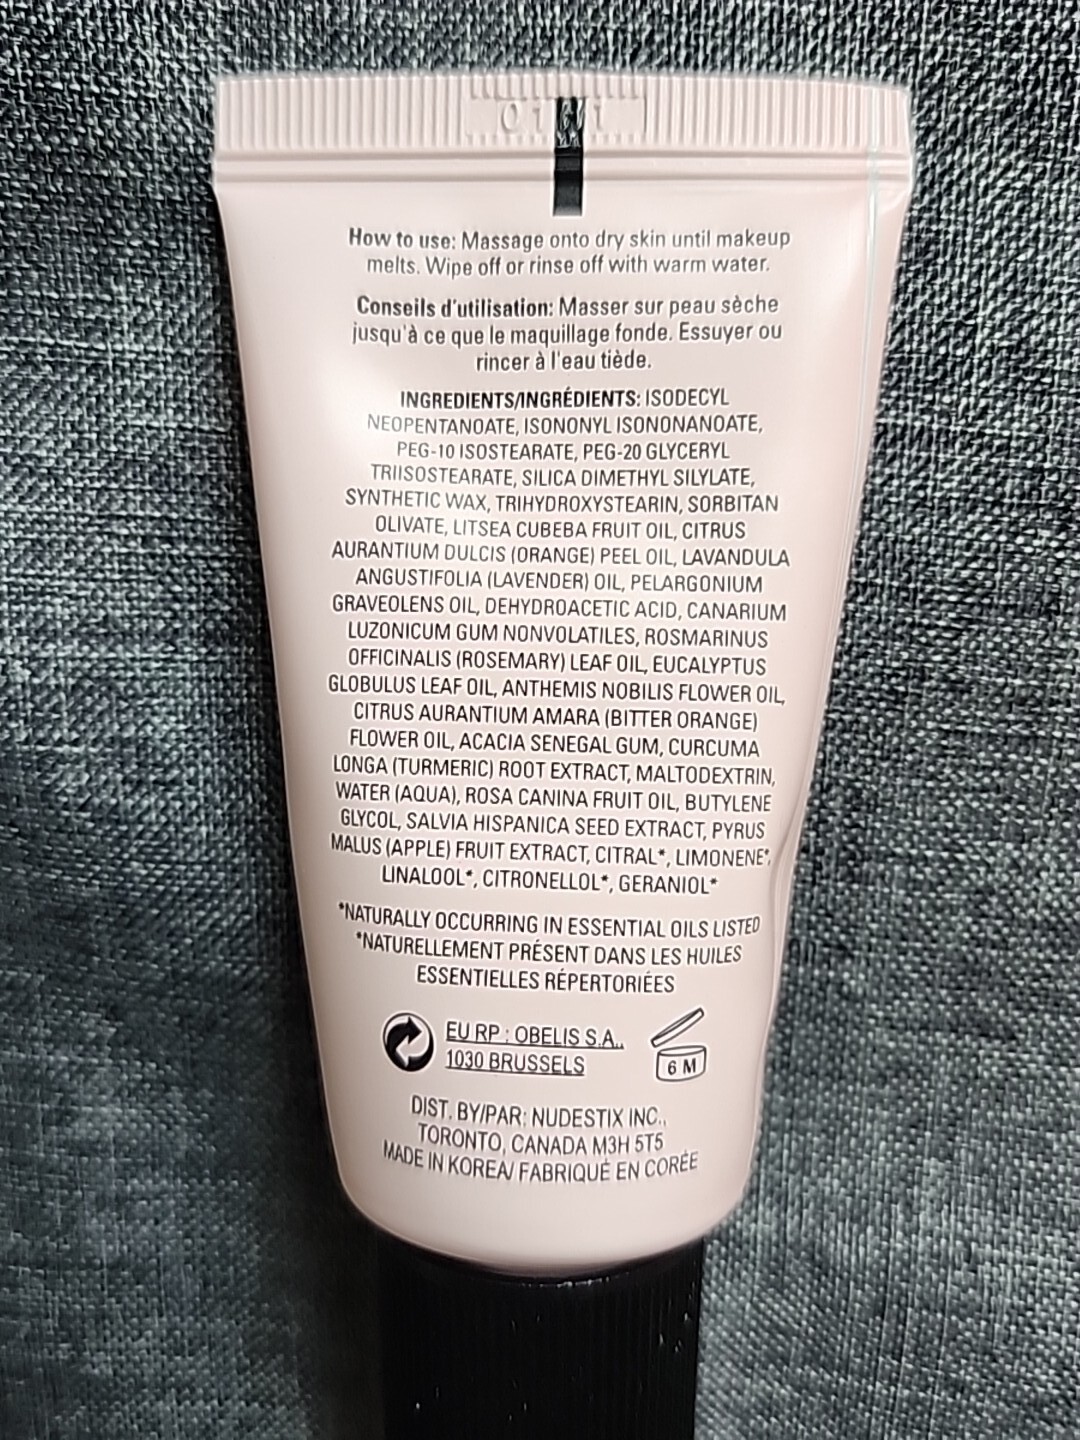 How to use: Massage onto dry skin until makeup
melts. Wipe off or rinse off with warm water.
Conseils d'utilisation: Masser sur peau sèche
jusqu'à ce que le maquillage fonde. Essuyer ou
rincer à l'eau tiède.
INGREDIENTS/INGRÉDIENTS: ISODECYL
NEOPENTANOATE, ISONONYL ISONONANOATE,
PEG-10 ISOSTEARATE, PEG-20 GLYCERYL
TRIISOSTEARATE, SILICA DIMETHYL SILYLATE,
SYNTHETIC WAX, TRIHYDROXYSTEARIN, SORBITAN
OLIVATE, LITSEA CUBEBA FRUIT OIL, CITRUS
AURANTIUM DULCIS (ORANGE) PEEL OIL, LAVANDULA
ANGUSTIFOLIA (LAVENDER) OIL, PELARGONIUM
GRAVEOLENS OIL, DEHYDROACETIC ACID, CANARIUM
LUZONICUM GUM NONVOLATILES, ROSMARINUS
OFFICINALIS (ROSEMARY) LEAF OIL, EUCALYPTUS
GLOBULUS LEAF OIL, ANTHEMIS NOBILIS FLOWER OIL,
CITRUS AURANTIUM AMARA (BITTER ORANGE)
FLOWER OIL, ACACIA SENEGAL GUM, CURCUMA
LONGA (TURMERIC) ROOT EXTRACT, MALTODEXTRIN,
WATER (AQUA), ROSA CANINA FRUIT OIL, BUTYLENE
GLYCOL, SALVIA HISPANICA SEED EXTRACT, PYRUS
MALUS (APPLE) FRUIT EXTRACT, CITRAL*, LIMONENE*,
LINALOOL*, CITRONELLOL*, GERANIOL*
*NATURALLY OCCURRING IN ESSENTIAL OILS LISTED
*NATURELLEMENT PRÉSENT DANS LES HUILES
ESSENTIELLES RÉPERTORIÉES
EU RP : OBELIS S.A.,
1030 BRUSSELS
6 M
DIST. BY/PAR: NUDESTIX INC.,
TORONTO, CANADA M3H 5T5
MADE IN KOREA/ FABRIQUÉ EN CORÉE